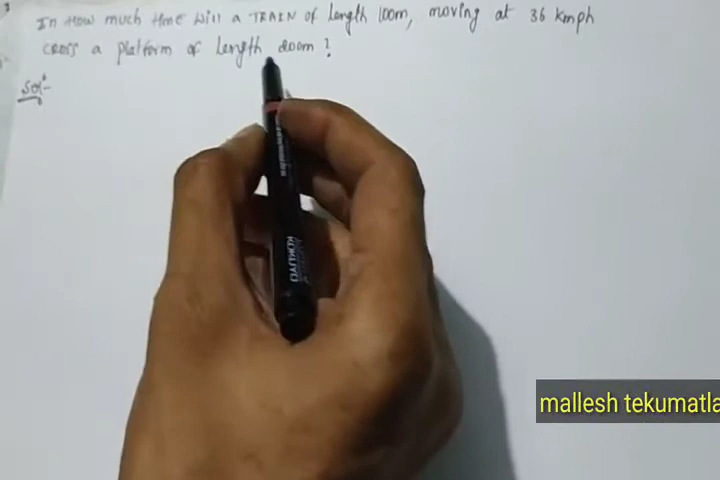 In How much time will a TRAIN of Length 100m, moving at 36 kmph
cross a platform of Length 200m ?
Sol:-
mallesh tekumatla